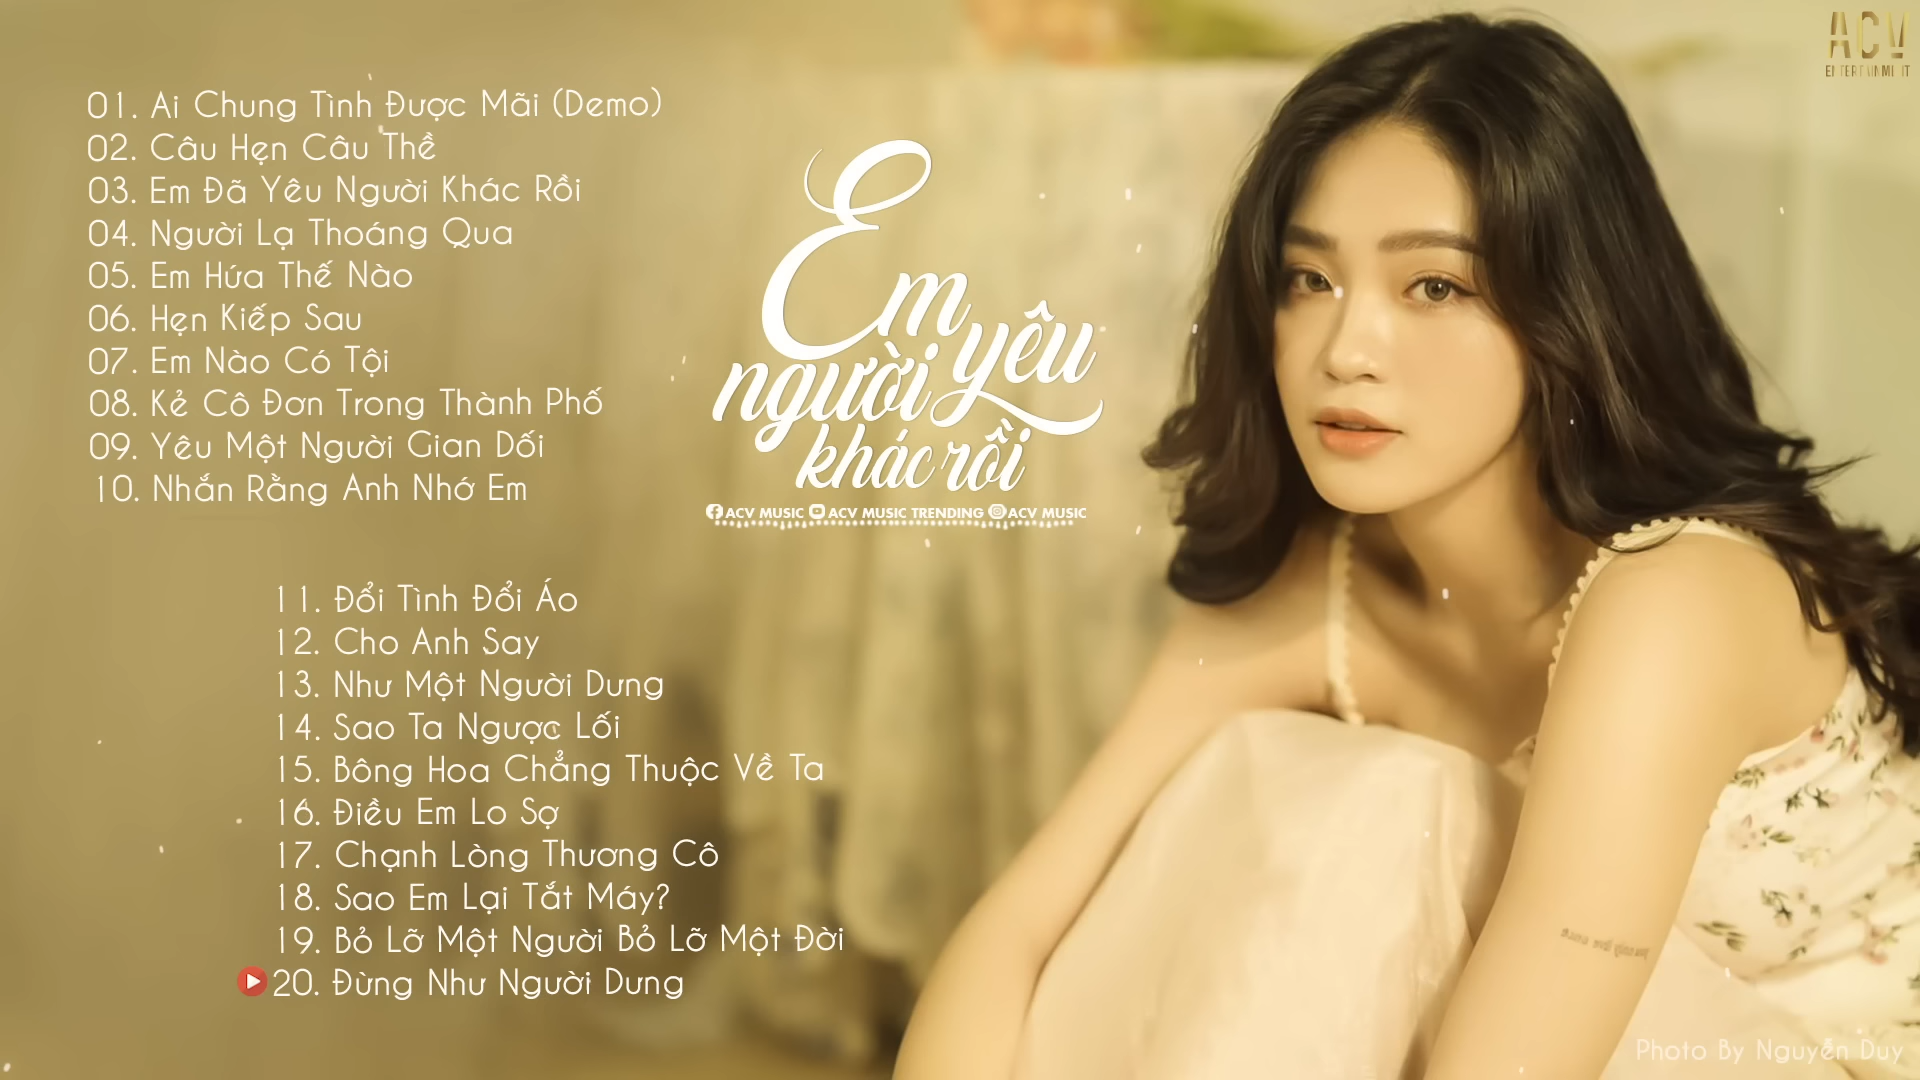 ACV
ENTERTAINMENT
01. Ai Chung Tình Được Mãi (Demo)
02. Câu Hẹn Câu Thề
03. Em Đã Yêu Người Khác Rồi
04. Người Lạ Thoáng Qua
05. Em Hứa Thế Nào
06. Hẹn Kiếp Sau
07. Em Nào Có Tội
08. Kẻ Cô Đơn Trong Thành Phố
09. Yêu Một Người Gian Dối
10. Nhắn Rằng Anh Nhớ Em
Em yêu
người
khác rồi
ACV MUSIC ACV MUSIC TRENDING ACV MUSIC
11. Đổi Tình Đổi Áo
12. Cho Anh Say
13. Như Một Người Dưng
14. Sao Ta Ngược Lối
15. Bông Hoa Chẳng Thuộc Về Ta
16. Điều Em Lo Sợ
17. Chạnh Lòng Thương Cô
18. Sao Em Lại Tắt Máy?
19. Bỏ Lỡ Một Người Bỏ Lỡ Một Đời
20. Đừng Như Người Dưng
Photo By Nguyễn Duy